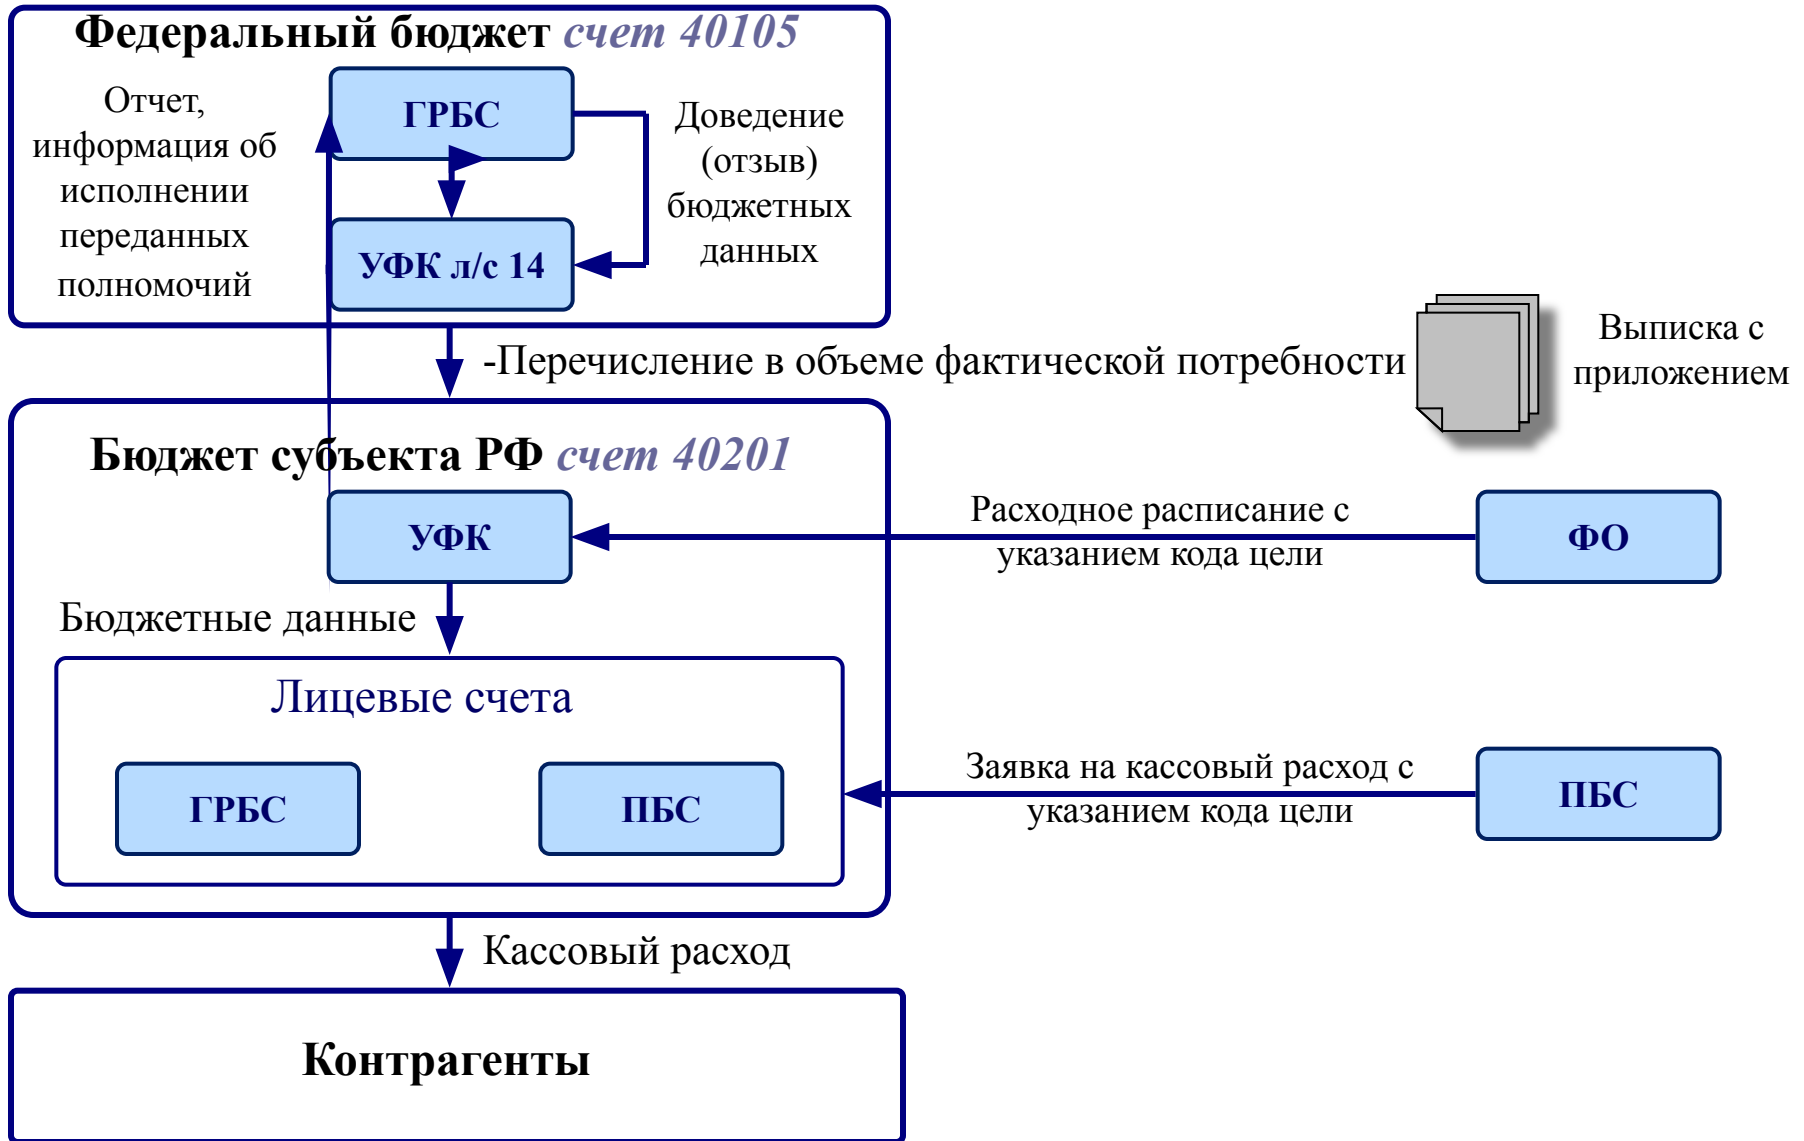 Федеральный бюджет счет 40105
Отчет,
информация об
исполнении
переданных
полномочий
ГРБС
Доведение
(отзыв)
бюджетных
данных
УФК л/с 14
-Перечисление в объеме фактической потребности
Выписка с
приложением
Бюджет субъекта РФ счет 40201
УФК
Расходное расписание с
указанием кода цели
ФО
Бюджетные данные
Лицевые счета
ГРБС
ПБС
Заявка на кассовый расход с
указанием кода цели
ПБС
Кассовый расход
Контрагенты